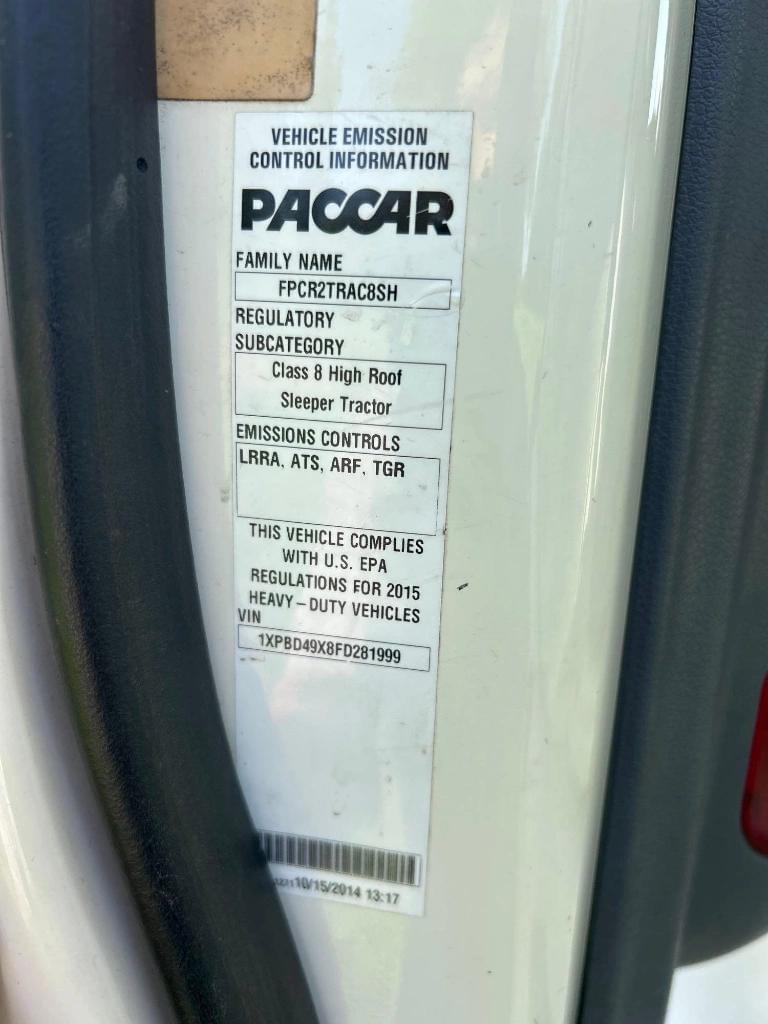 VEHICLE EMISSION
CONTROL INFORMATION
PACCAR
FAMILY NAME
FPCR2TRAC8SH
REGULATORY
SUBCATEGORY
Class 8 High Roof
Sleeper Tractor
EMISSIONS CONTROLS
LRRA, ATS, ARF, TGR
THIS VEHICLE COMPLIES
WITH U.S. EPA
REGULATIONS FOR 2015
HEAVY-DUTY VEHICLES
VIN
1XPBD49X8FD281999
10/15/2014 13:17